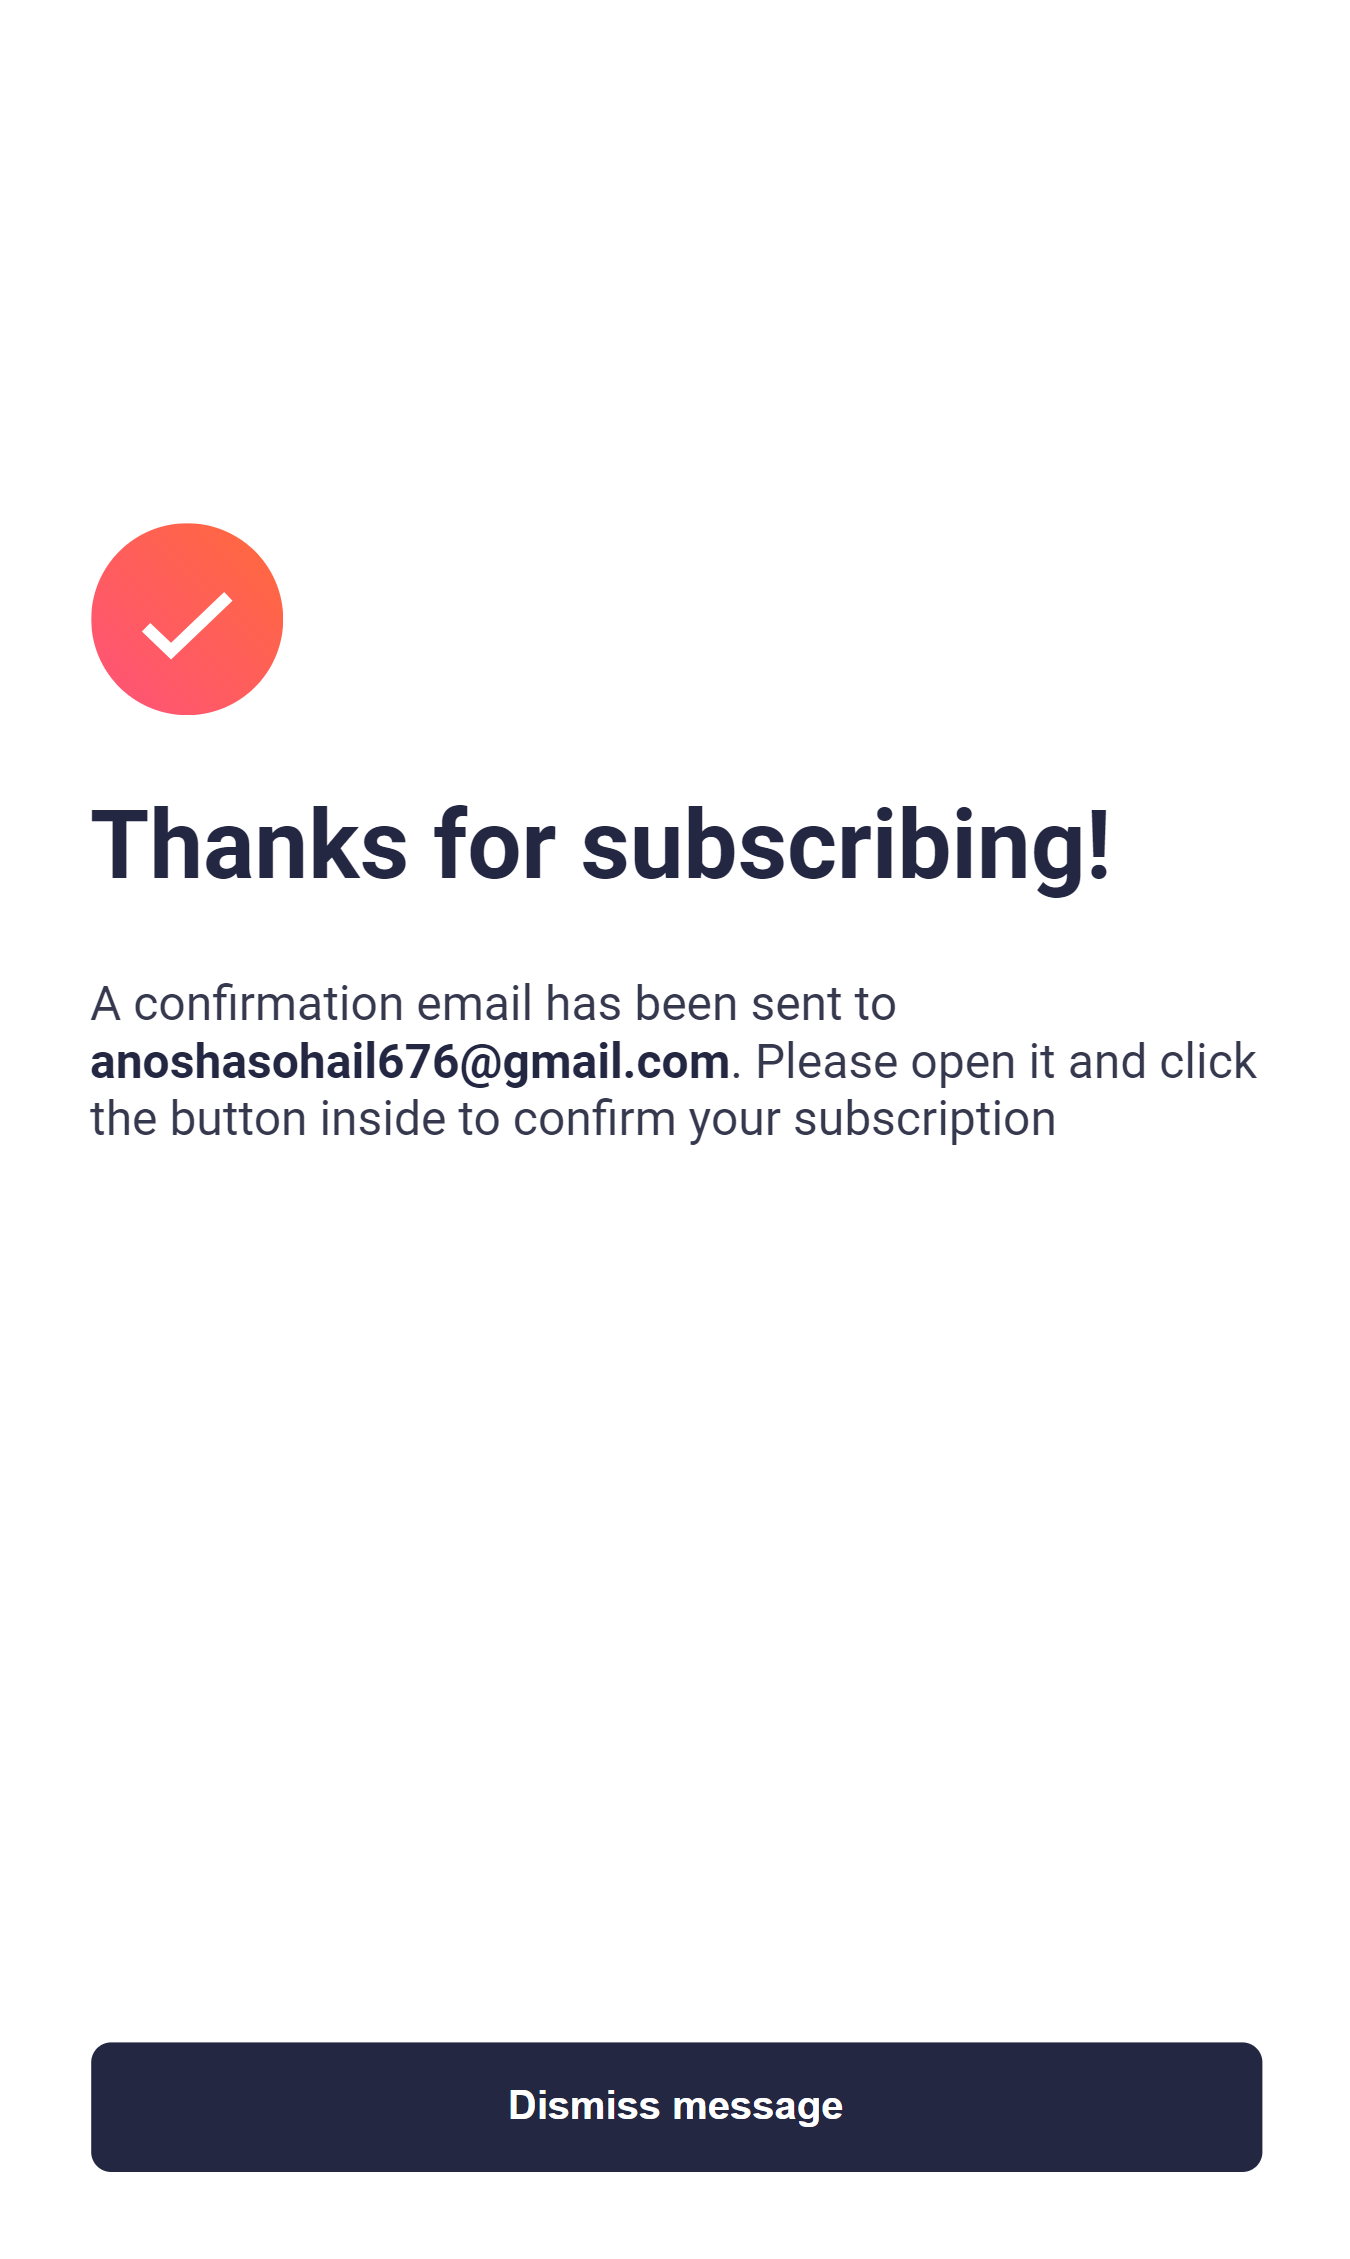 Thanks for subscribing!
A confirmation email has been sent to
anoshasohail676@gmail.com. Please open it and click
the button inside to confirm your subscription
Dismiss message